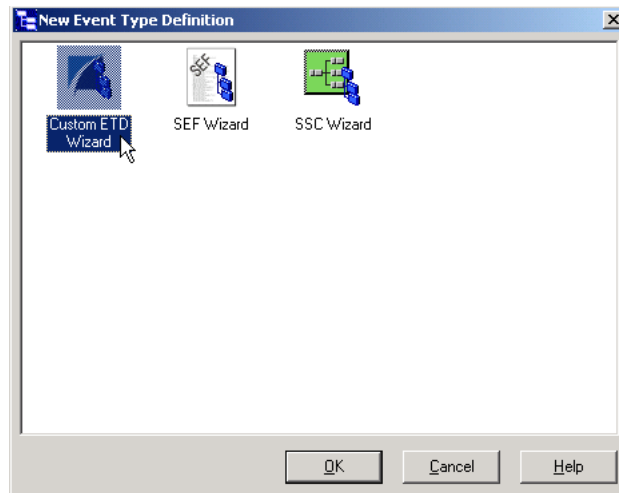 New Event Type Definition
SEF
Custom ETD
Wizard
SEF Wizard
SSC Wizard
OK
Cancel
Help